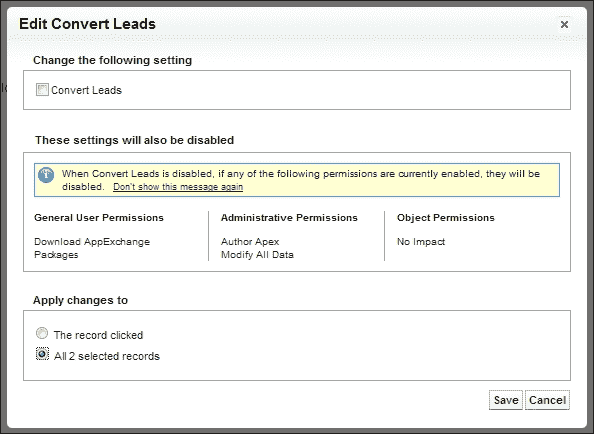 Edit Convert Leads
Change the following setting
Convert Leads
These settings will also be disabled
When Convert Leads is disabled, if any of the following permissions are currently enabled, they will be
disabled. Don't show this message again
General User Permissions
Download AppExchange
Packages
Administrative Permissions
Author Apex
Modify All Data
Object Permissions
No Impact
Apply changes to
The record clicked
All 2 selected records
Save Cancel